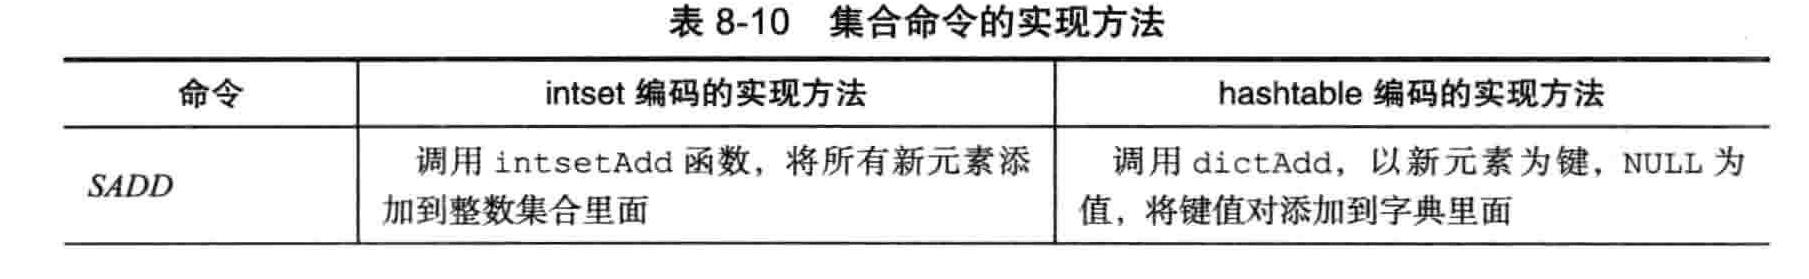 表 8-10 集合命令的实现方法
命令 intset 编码的实现方法 hashtable 编码的实现方法
SADD
调用 intsetAdd 函数，将所有新元素添
加到整数集合里面
调用 dictAdd，以新元素为键，NULL 为
值，将键值对添加到字典里面